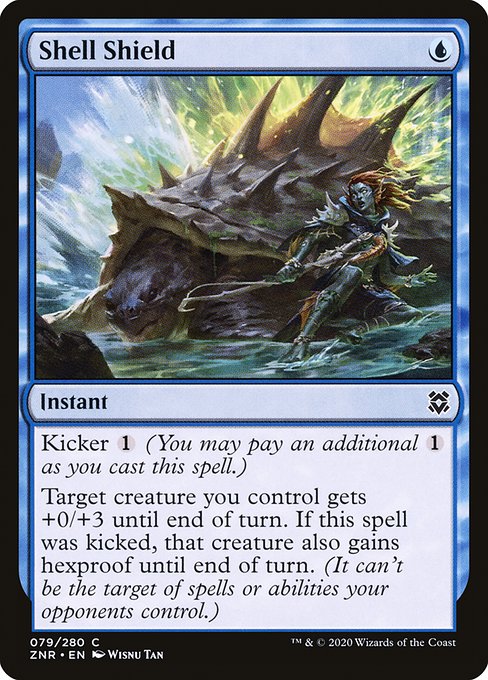 Shell Shield
Instant
Kicker 1 (You may pay an additional 1
as you cast this spell.)
Target creature you control gets
+0/+3 until end of turn. If this spell
was kicked, that creature also gains
hexproof until end of turn. (It can't
be the target of spells or abilities your
opponents control.)
079/280 C
ZNR • EN Wisnu Tan
™ & © 2020 Wizards of the Coast